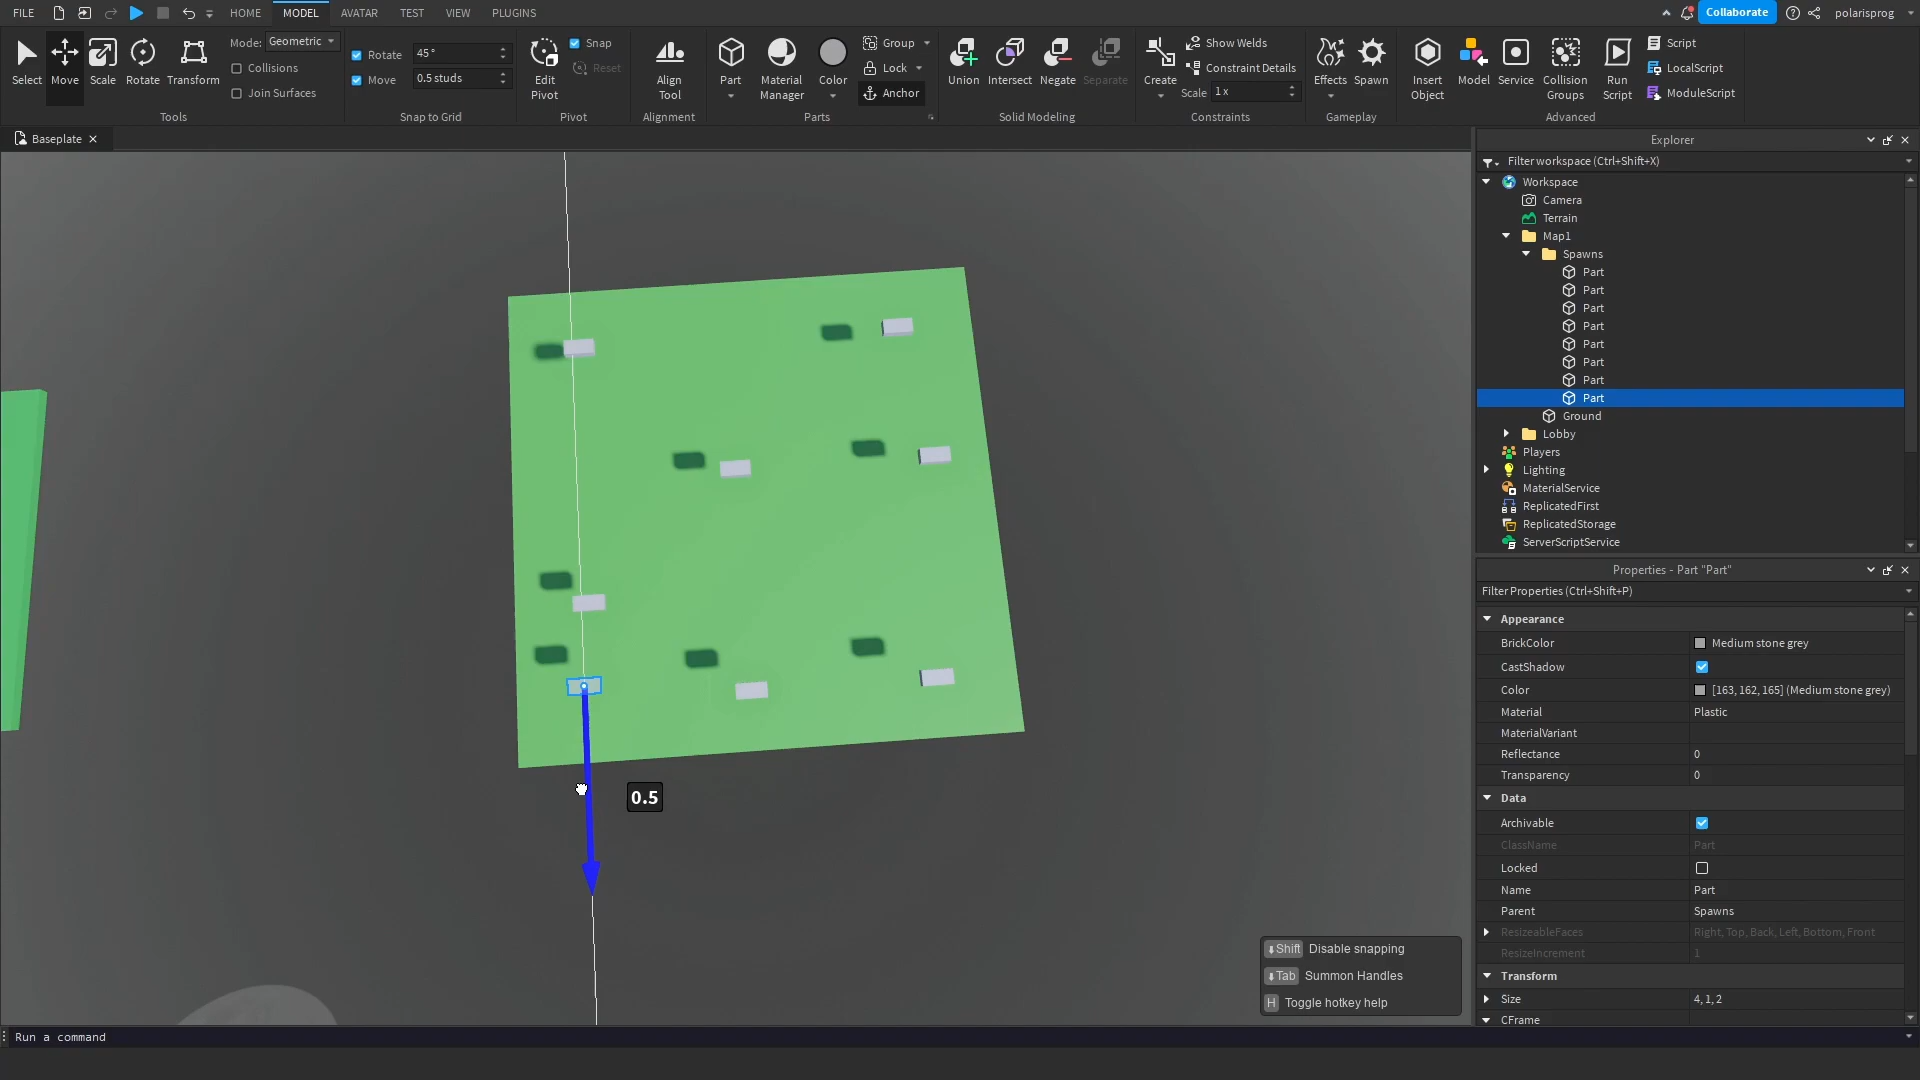 FILE HOME MODEL AVATAR TEST VIEW PLUGINS Collaborate polarisprog
Select Move Scale Rotate Transform
Mode: Geometric
Collisions
Join Surfaces
Tools
Rotate 45°
Move 0.5 studs
Snap to Grid
Edit Pivot
Snap
Reset
Pivot
Align Tool
Alignment
Part
Material Manager
Color
Group
Lock
Anchor
Parts
Union Intersect Negate Separate
Solid Modeling
Create
Show Welds
Constraint Details
Scale 1 x
Constraints
Effects Spawn
Gameplay
Insert Object
Model
Service
Collision Groups
Run Script
Script
LocalScript
ModuleScript
Advanced
Baseplate
0.5
Shift Disable snapping
Tab Summon Handles
H Toggle hotkey help
Explorer
Filter workspace (Ctrl+Shift+X)
Workspace
Camera
Terrain
Map1
Spawns
Part
Part
Part
Part
Part
Part
Part
Part
Ground
Lobby
Players
Lighting
MaterialService
ReplicatedFirst
ReplicatedStorage
ServerScriptService
Properties - Part "Part"
Filter Properties (Ctrl+Shift+P)
Appearance
BrickColor Medium stone grey
CastShadow
Color [163, 162, 165] (Medium stone grey)
Material Plastic
MaterialVariant
Reflectance 0
Transparency 0
Data
Archivable
ClassName Part
Locked
Name Part
Parent Spawns
ResizeableFaces Right, Top, Back, Left, Bottom, Front
ResizeIncrement 1
Transform
Size 4, 1, 2
CFrame
Run a command